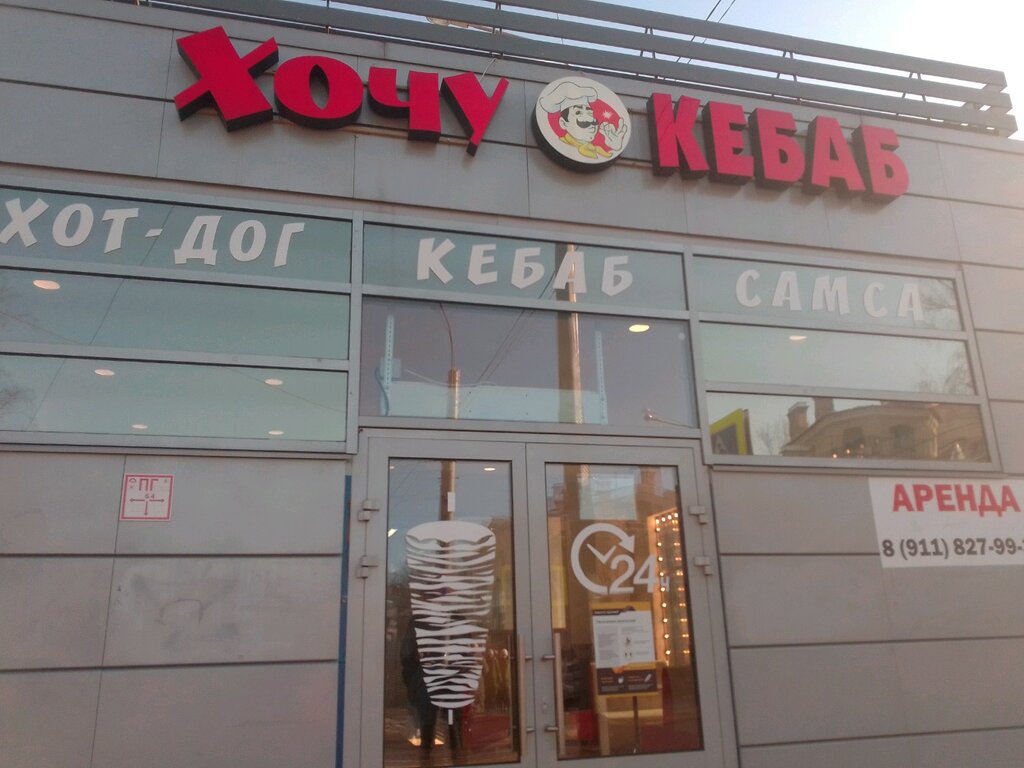 Хочу КЕБАБ
ХОТ-ДОГ
КЕБАБ
САМСА
ПГ
АРЕНДА
8 (911) 827-99-
24